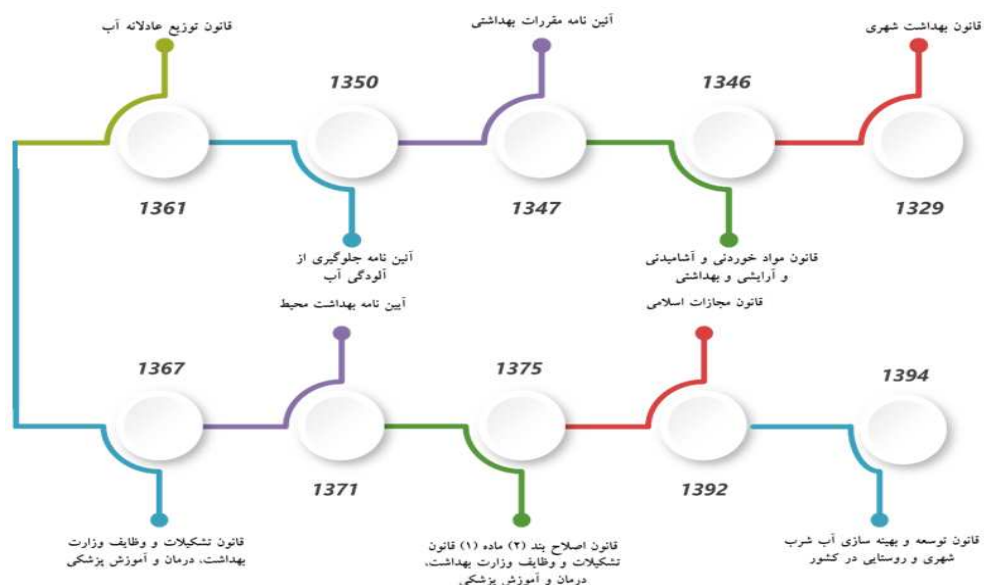 قانون بهداشت شهری
1329
1346
قانون مواد خوردنی و آشامیدنی
و آرایشی و بهداشتی
آئین نامه مقررات بهداشتی
1347
1350
آئین نامه جلوگیری از
آلودگی آب
قانون توزیع عادلانه آب
1361
1367
قانون تشکیلات و وظایف وزارت
بهداشت، درمان و آموزش پزشکی
آیین نامه بهداشت محیط
1371
1375
قانون اصلاح بند (۲) ماده (۱) قانون
تشکیلات و وظایف وزارت بهداشت،
درمان و آموزش پزشکی
قانون مجازات اسلامی
1392
1394
قانون توسعه و بهینه سازی آب شرب
شهری و روستایی در کشور